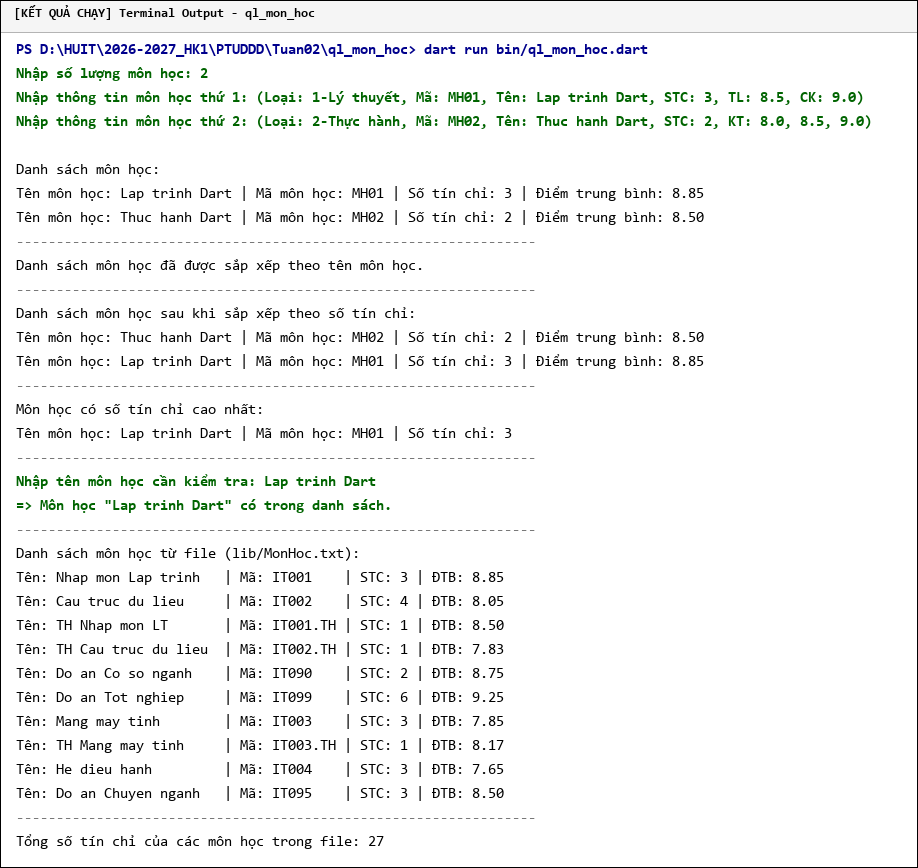 [KẾT QUẢ CHẠY] Terminal Output - ql_mon_hoc
PS D:\HUIT\2026-2027_HK1\PTUDDD\Tuan02\ql_mon_hoc> dart run bin/ql_mon_hoc.dart
Nhập số lượng môn học: 2
Nhập thông tin môn học thứ 1: (Loại: 1-Lý thuyết, Mã: MH01, Tên: Lap trinh Dart, STC: 3, TL: 8.5, CK: 9.0)
Nhập thông tin môn học thứ 2: (Loại: 2-Thực hành, Mã: MH02, Tên: Thuc hanh Dart, STC: 2, KT: 8.0, 8.5, 9.0)
Danh sách môn học:
Tên môn học: Lap trinh Dart | Mã môn học: MH01 | Số tín chỉ: 3 | Điểm trung bình: 8.85
Tên môn học: Thuc hanh Dart | Mã môn học: MH02 | Số tín chỉ: 2 | Điểm trung bình: 8.50
-----------------------------------------------------------------
Danh sách môn học đã được sắp xếp theo tên môn học.
-----------------------------------------------------------------
Danh sách môn học sau khi sắp xếp theo số tín chỉ:
Tên môn học: Thuc hanh Dart | Mã môn học: MH02 | Số tín chỉ: 2 | Điểm trung bình: 8.50
Tên môn học: Lap trinh Dart | Mã môn học: MH01 | Số tín chỉ: 3 | Điểm trung bình: 8.85
-----------------------------------------------------------------
Môn học có số tín chỉ cao nhất:
Tên môn học: Lap trinh Dart | Mã môn học: MH01 | Số tín chỉ: 3
-----------------------------------------------------------------
Nhập tên môn học cần kiểm tra: Lap trinh Dart
=> Môn học "Lap trinh Dart" có trong danh sách.
-----------------------------------------------------------------
Danh sách môn học từ file (lib/MonHoc.txt):
Tên: Nhap mon Lap trinh   | Mã: IT001    | STC: 3 | ĐTB: 8.85
Tên: Cau truc du lieu     | Mã: IT002    | STC: 4 | ĐTB: 8.05
Tên: TH Nhap mon LT       | Mã: IT001.TH | STC: 1 | ĐTB: 8.50
Tên: TH Cau truc du lieu  | Mã: IT002.TH | STC: 1 | ĐTB: 7.83
Tên: Do an Co so nganh    | Mã: IT090    | STC: 2 | ĐTB: 8.75
Tên: Do an Tot nghiep     | Mã: IT099    | STC: 6 | ĐTB: 9.25
Tên: Mang may tinh        | Mã: IT003    | STC: 3 | ĐTB: 7.85
Tên: TH Mang may tinh     | Mã: IT003.TH | STC: 1 | ĐTB: 8.17
Tên: He dieu hanh         | Mã: IT004    | STC: 3 | ĐTB: 7.65
Tên: Do an Chuyen nganh   | Mã: IT095    | STC: 3 | ĐTB: 8.50
-----------------------------------------------------------------
Tổng số tín chỉ của các môn học trong file: 27